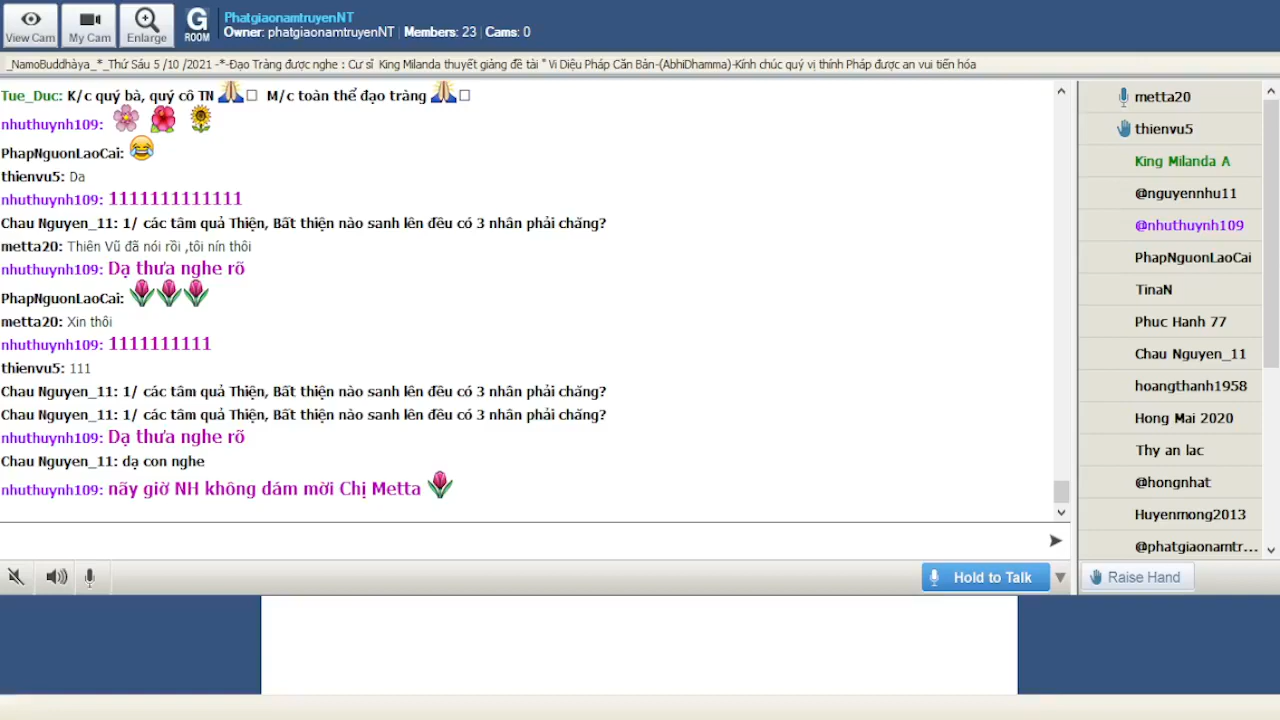 View Cam
My Cam
Enlarge
G
ROOM
PhatgiaonamtruyenNT
Owner: phatgiaonamtruyenNT | Members: 23 | Cams: 0
_NamoBuddhàya_*_Thứ Sáu 5 /10 /2021 -*-Đạo Tràng được nghe : Cư sĩ King Milanda thuyết giảng đề tài " Vi Diệu Pháp Căn Bản-(AbhiDhamma)-Kính chúc quý vị thính Pháp được an vui tiến hóa
Tue_Duc: K/c quý bà, quý cô TN M/c toàn thể đạo tràng
nhuthuynh109:
PhapNguonLaoCai:
thienvu5: Da
nhuthuynh109: 1111111111111
Chau Nguyen_11: 1/ các tâm quả Thiện, Bất thiện nào sanh lên đều có 3 nhân phải chăng?
metta20: Thiên Vũ đã nói rồi ,tôi nín thôi
nhuthuynh109: Dạ thưa nghe rõ
PhapNguonLaoCai:
metta20: Xin thôi
nhuthuynh109: 1111111111
thienvu5: 111
Chau Nguyen_11: 1/ các tâm quả Thiện, Bất thiện nào sanh lên đều có 3 nhân phải chăng?
Chau Nguyen_11: 1/ các tâm quả Thiện, Bất thiện nào sanh lên đều có 3 nhân phải chăng?
nhuthuynh109: Dạ thưa nghe rõ
Chau Nguyen_11: dạ con nghe
nhuthuynh109: nãy giờ NH không dám mời Chị Metta
Hold to Talk
metta20
thienvu5
King Milanda A
@nguyennhu11
@nhuthuynh109
PhapNguonLaoCai
TinaN
Phuc Hanh 77
Chau Nguyen_11
hoangthanh1958
Hong Mai 2020
Thy an lac
@hongnhat
Huyenmong2013
@phatgiaonamtr...
Raise Hand